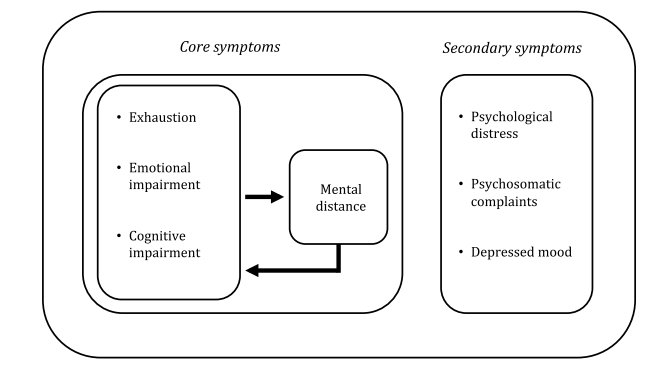 Core symptoms
Secondary symptoms
• Exhaustion
• Emotional
impairment
• Cognitive
impairment
Mental
distance
• Psychological
distress
• Psychosomatic
complaints
• Depressed mood